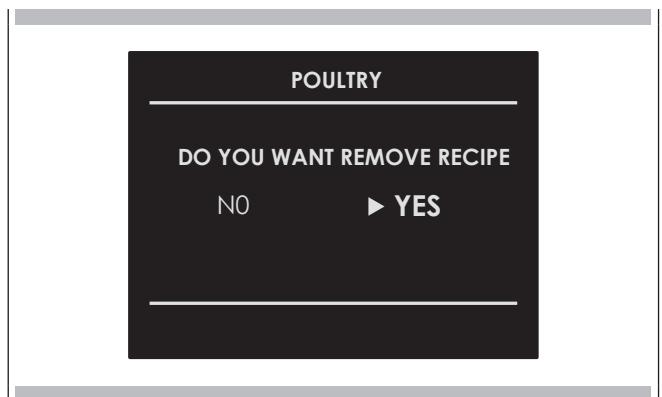 POULTRY
DO YOU WANT REMOVE RECIPE
N0 ▶ YES